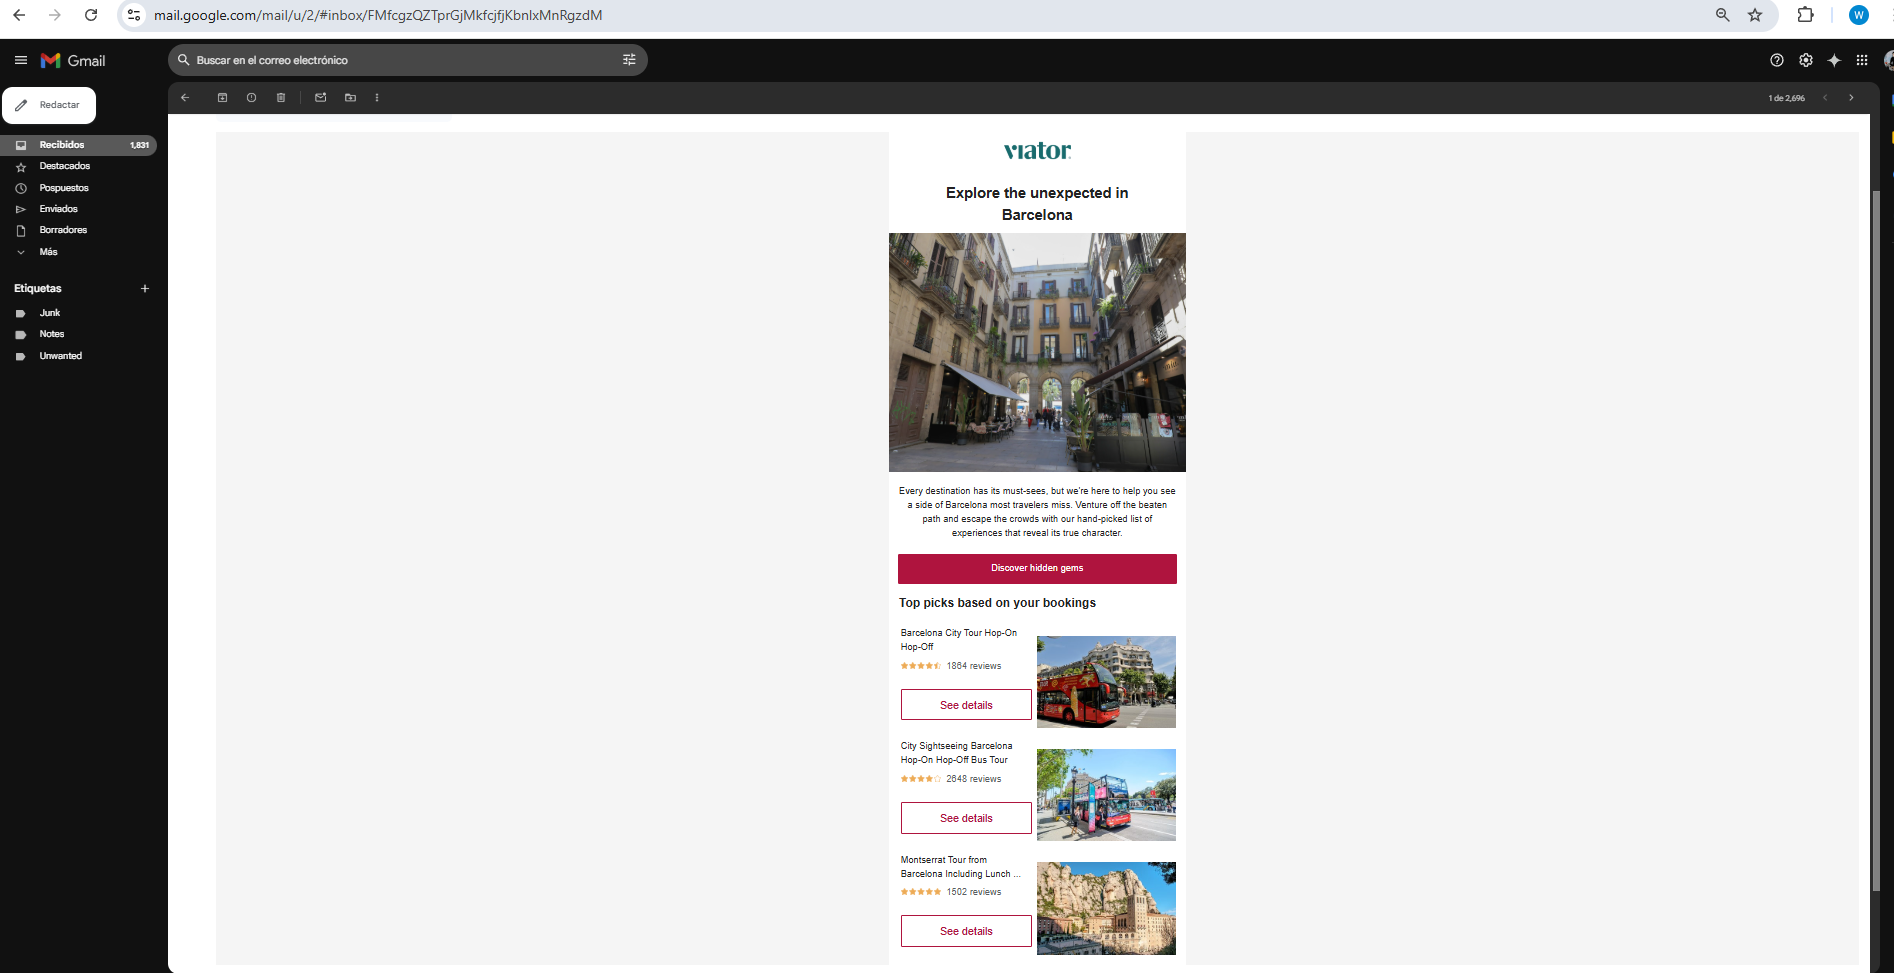 mail.google.com/mail/u/2/#inbox/FMfcgzQZTprGjMkfcjfjKbnlxMnRgzdM
W
Gmail
Buscar en el correo electrónico
Redactar
1 de 2,696
Recibidos 1,831
Destacados
Pospuestos
Enviados
Borradores
Más
Etiquetas
Junk
Notes
Unwanted
viator
Explore the unexpected in
Barcelona
Every destination has its must-sees, but we're here to help you see
a side of Barcelona most travelers miss. Venture off the beaten
path and escape the crowds with our hand-picked list of
experiences that reveal its true character.
Discover hidden gems
Top picks based on your bookings
Barcelona City Tour Hop-On
Hop-Off
1864 reviews
See details
City Sightseeing Barcelona
Hop-On Hop-Off Bus Tour
2648 reviews
See details
Montserrat Tour from
Barcelona Including Lunch ...
1502 reviews
See details